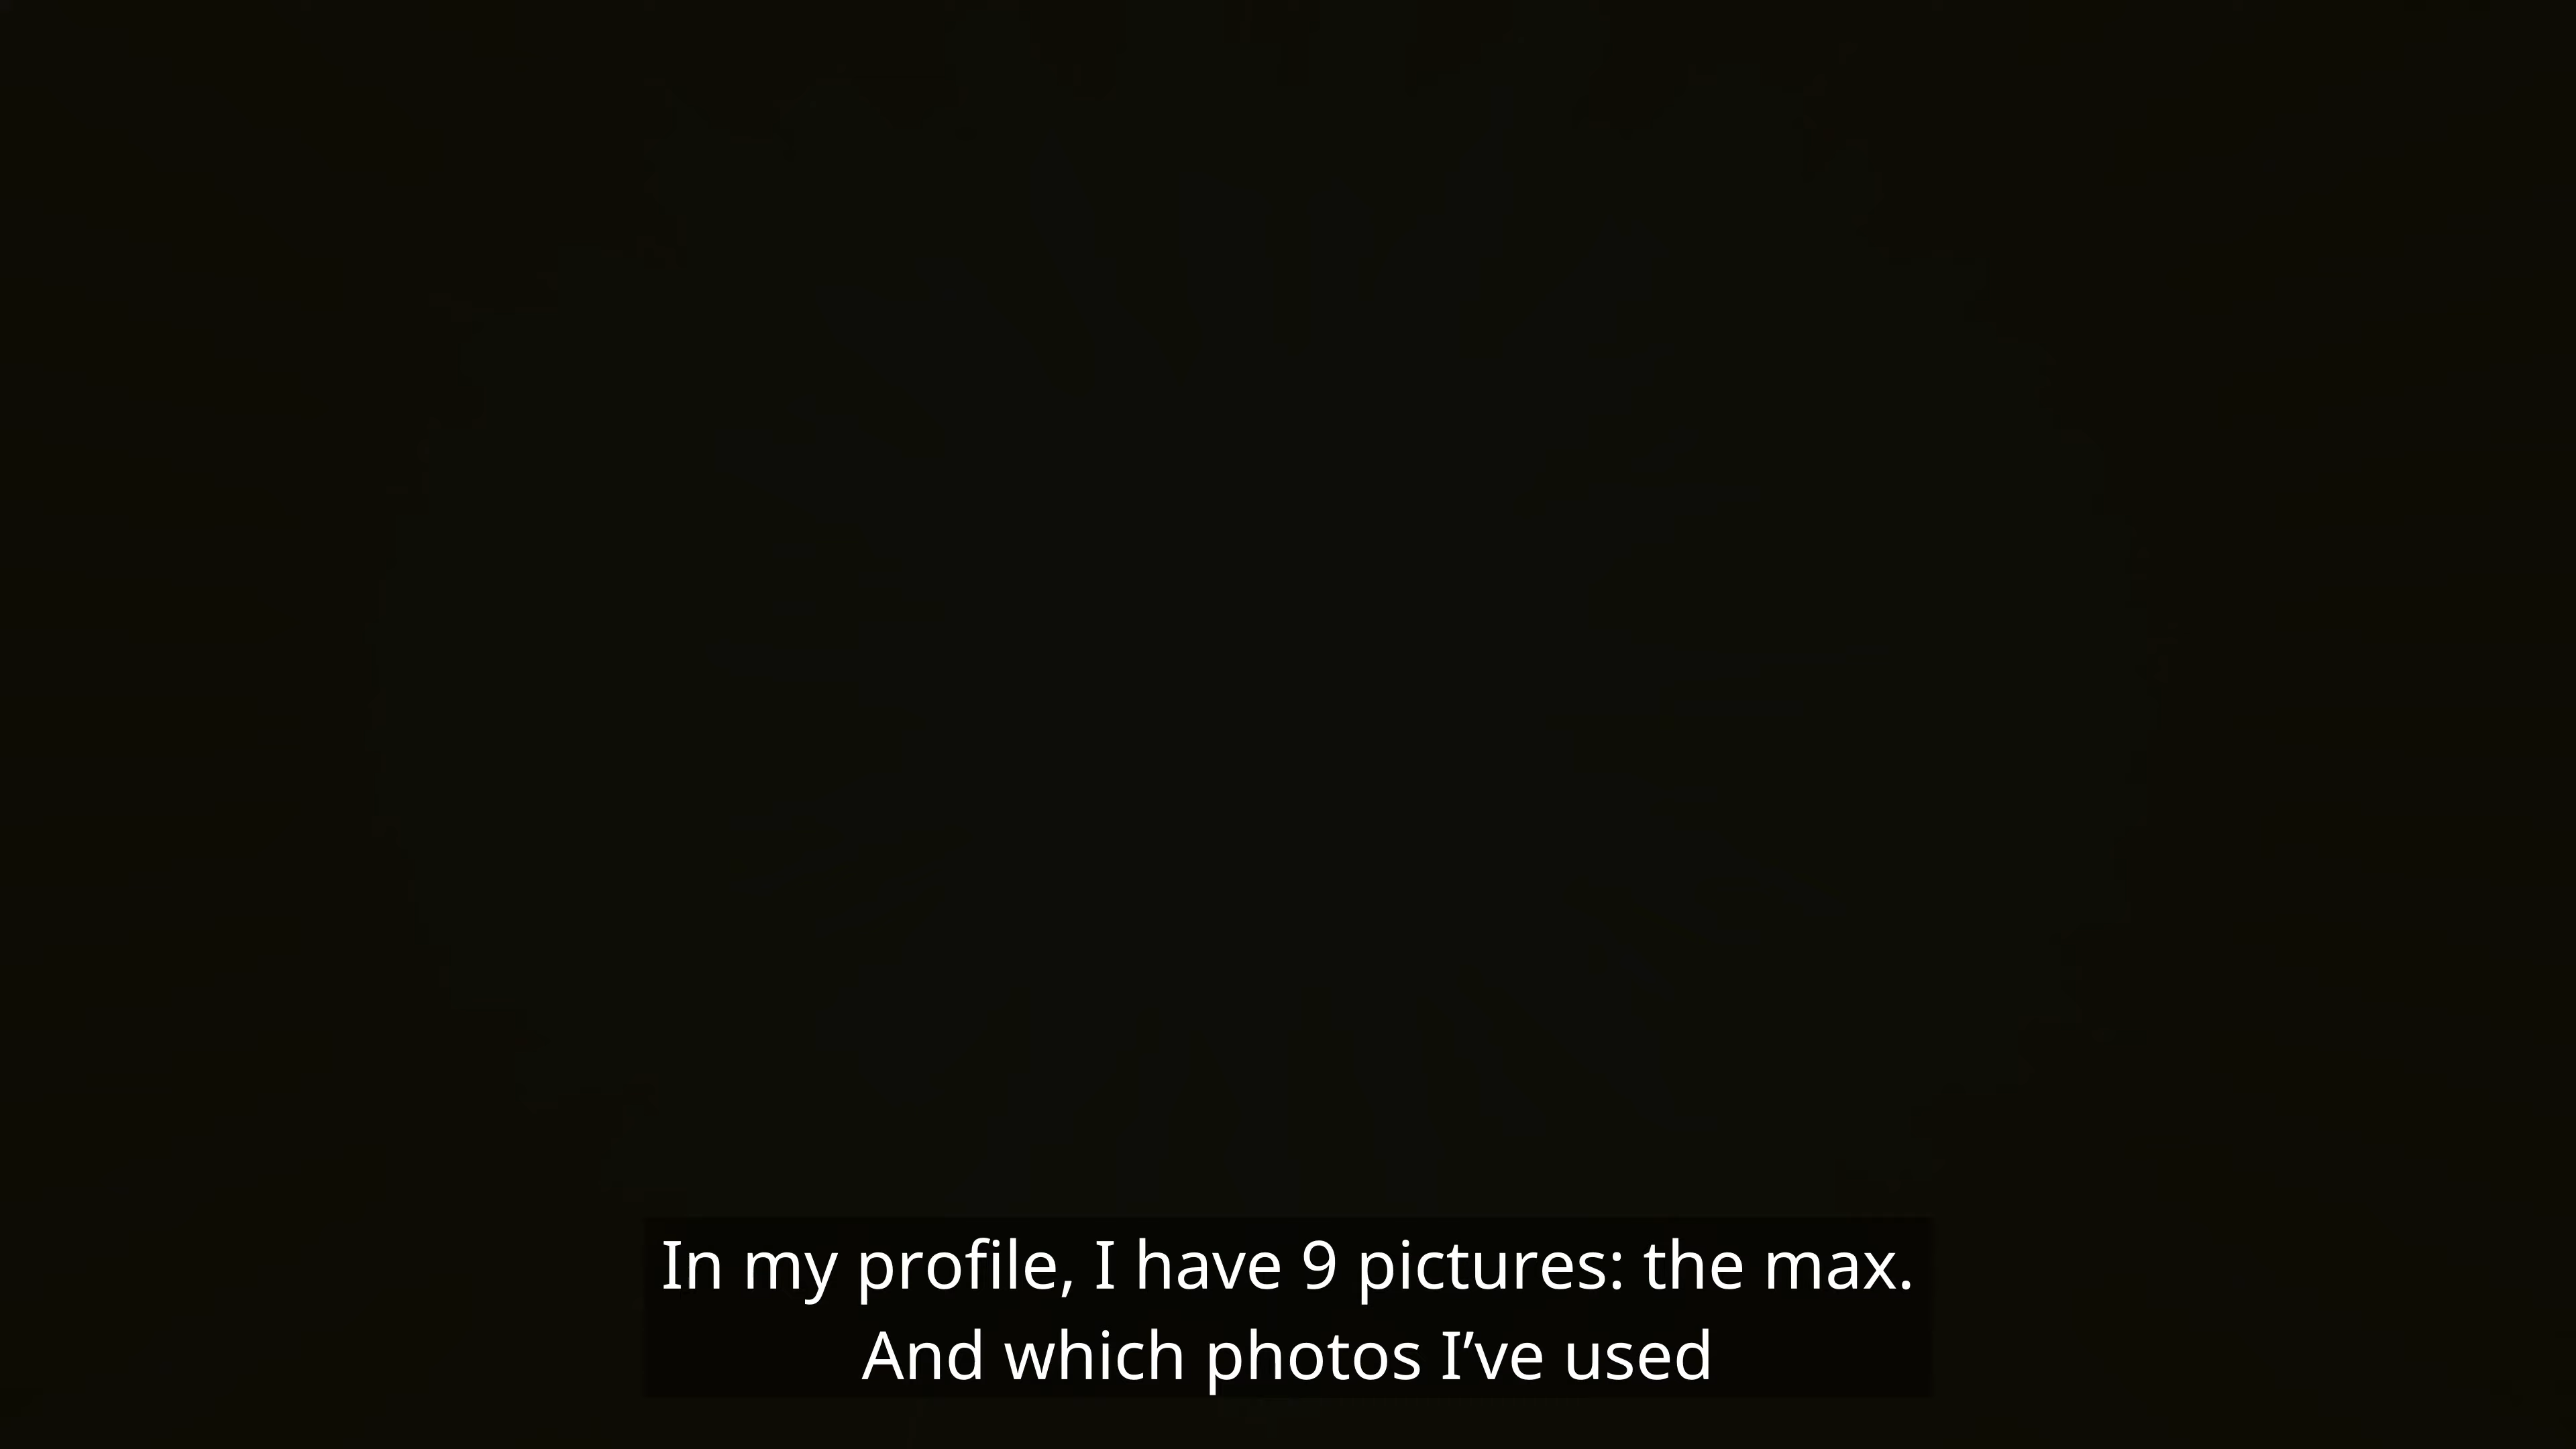 In my profile, I have 9 pictures: the max.
And which photos I’ve used